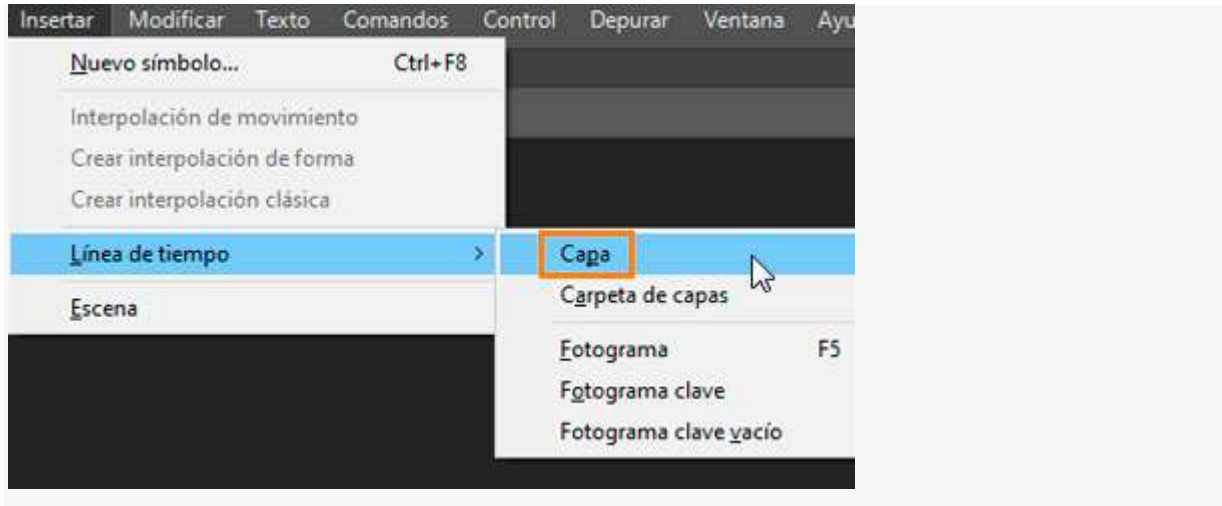 Insertar Modificar Texto Comandos Control Depurar Ventana Ayu
Nuevo símbolo... Ctrl+F8
Interpolación de movimiento
Crear interpolación de forma
Crear interpolación clásica
Línea de tiempo >
Escena
Capa
Carpeta de capas
Fotograma F5
Fotograma clave
Fotograma clave vacío